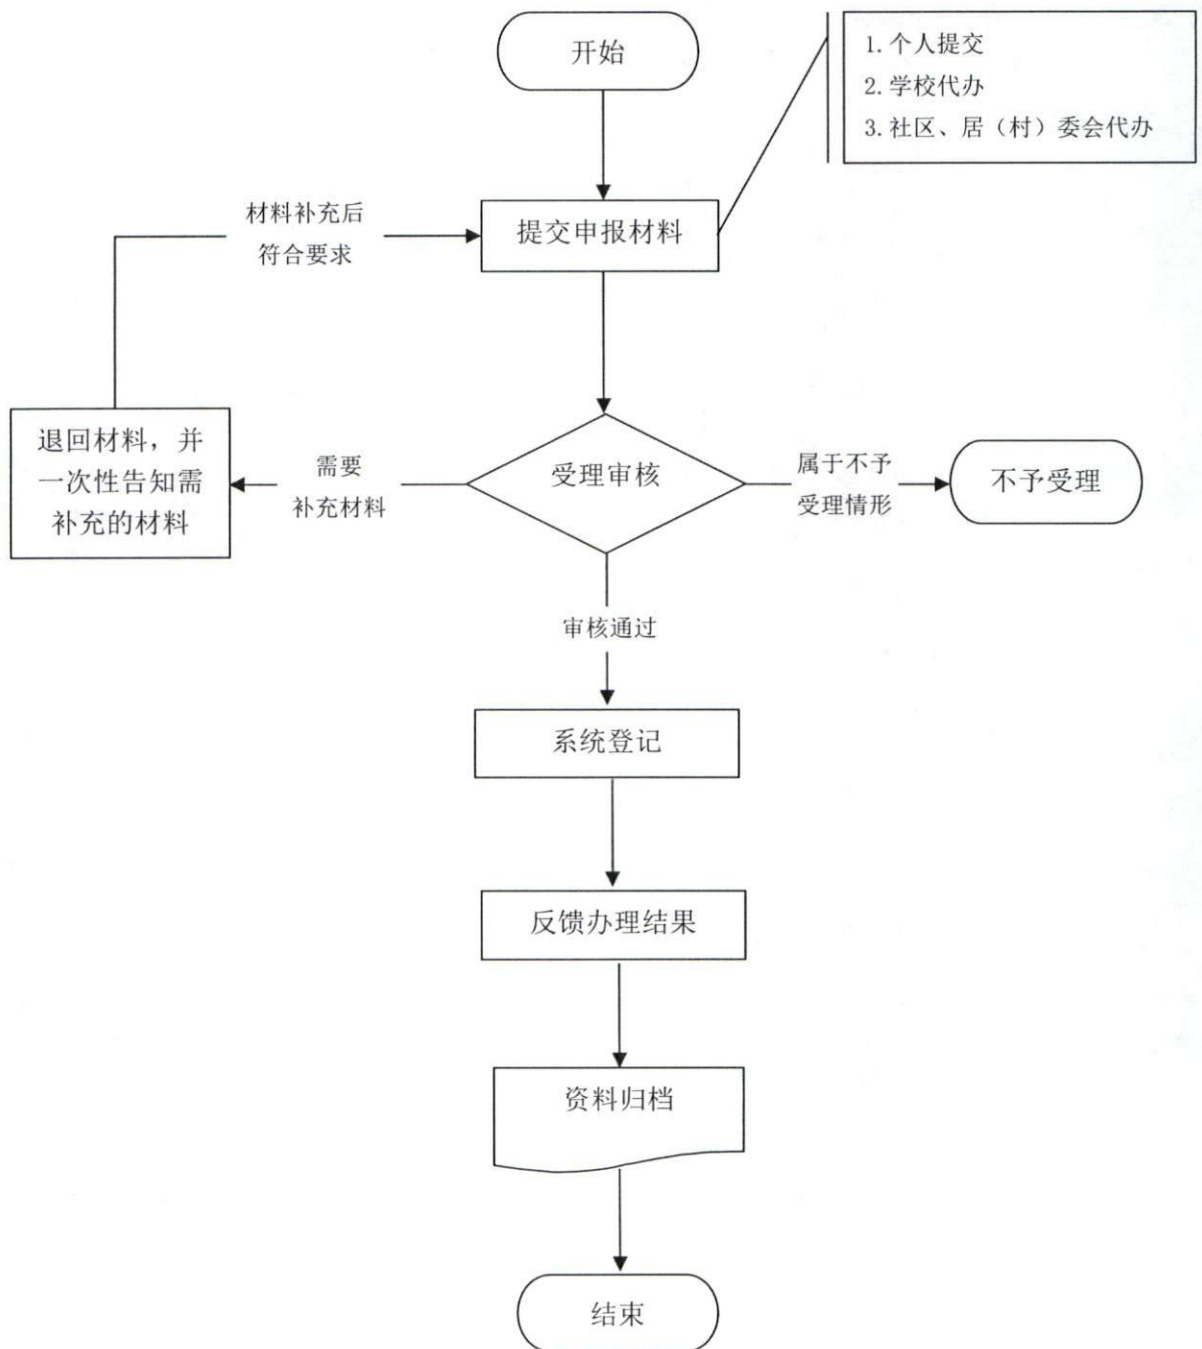 开始
1. 个人提交
2. 学校代办
3. 社区、居（村）委会代办
材料补充后
符合要求
提交申报材料
退回材料，并
一次性告知需
补充的材料
需要
补充材料
受理审核
属于不予
受理情形
不予受理
审核通过
系统登记
反馈办理结果
资料归档
结束